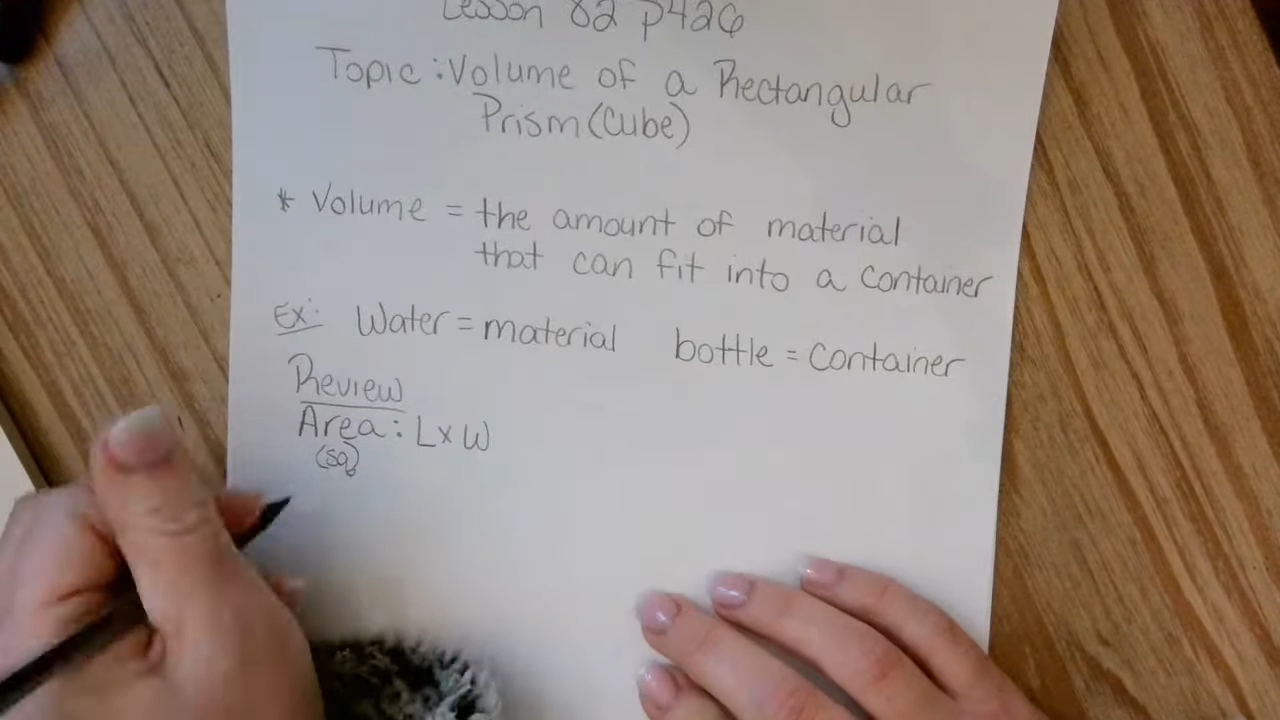 Lesson 82 p426
Topic: Volume of a Rectangular
Prism (Cube)
* Volume = the amount of material
that can fit into a container
Ex: Water = material bottle = container
Review
Area: L x W
(sq)